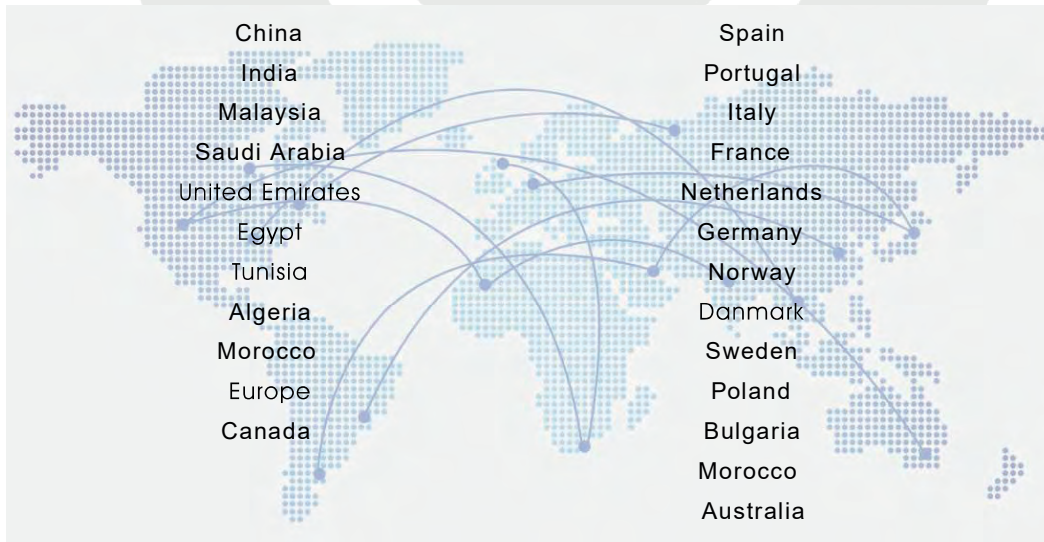 China
India
Malaysia
Saudi Arabia
United Emirates
Egypt
Tunisia
Algeria
Morocco
Europe
Canada
Spain
Portugal
Italy
France
Netherlands
Germany
Norway
Danmark
Sweden
Poland
Bulgaria
Morocco
Australia